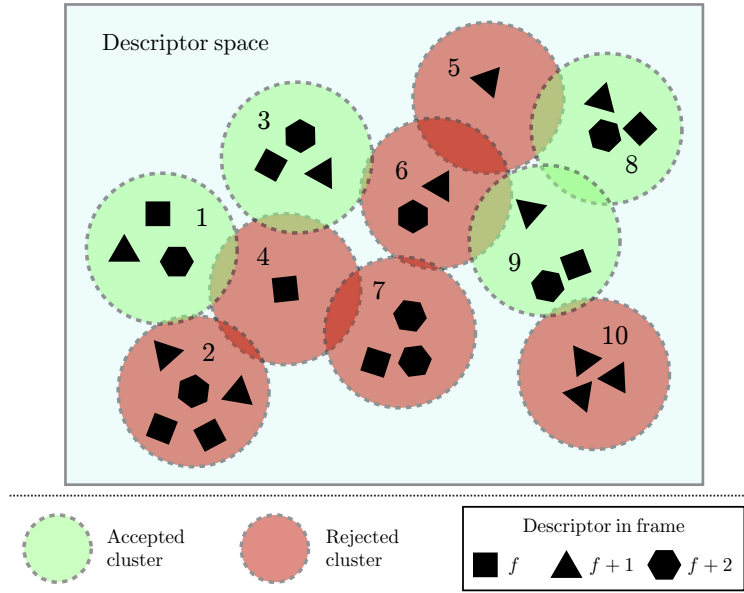 Descriptor space
5
3
8
6
1
9
4
7
10
2
Accepted
cluster
Rejected
cluster
Descriptor in frame
f
f + 1
f + 2